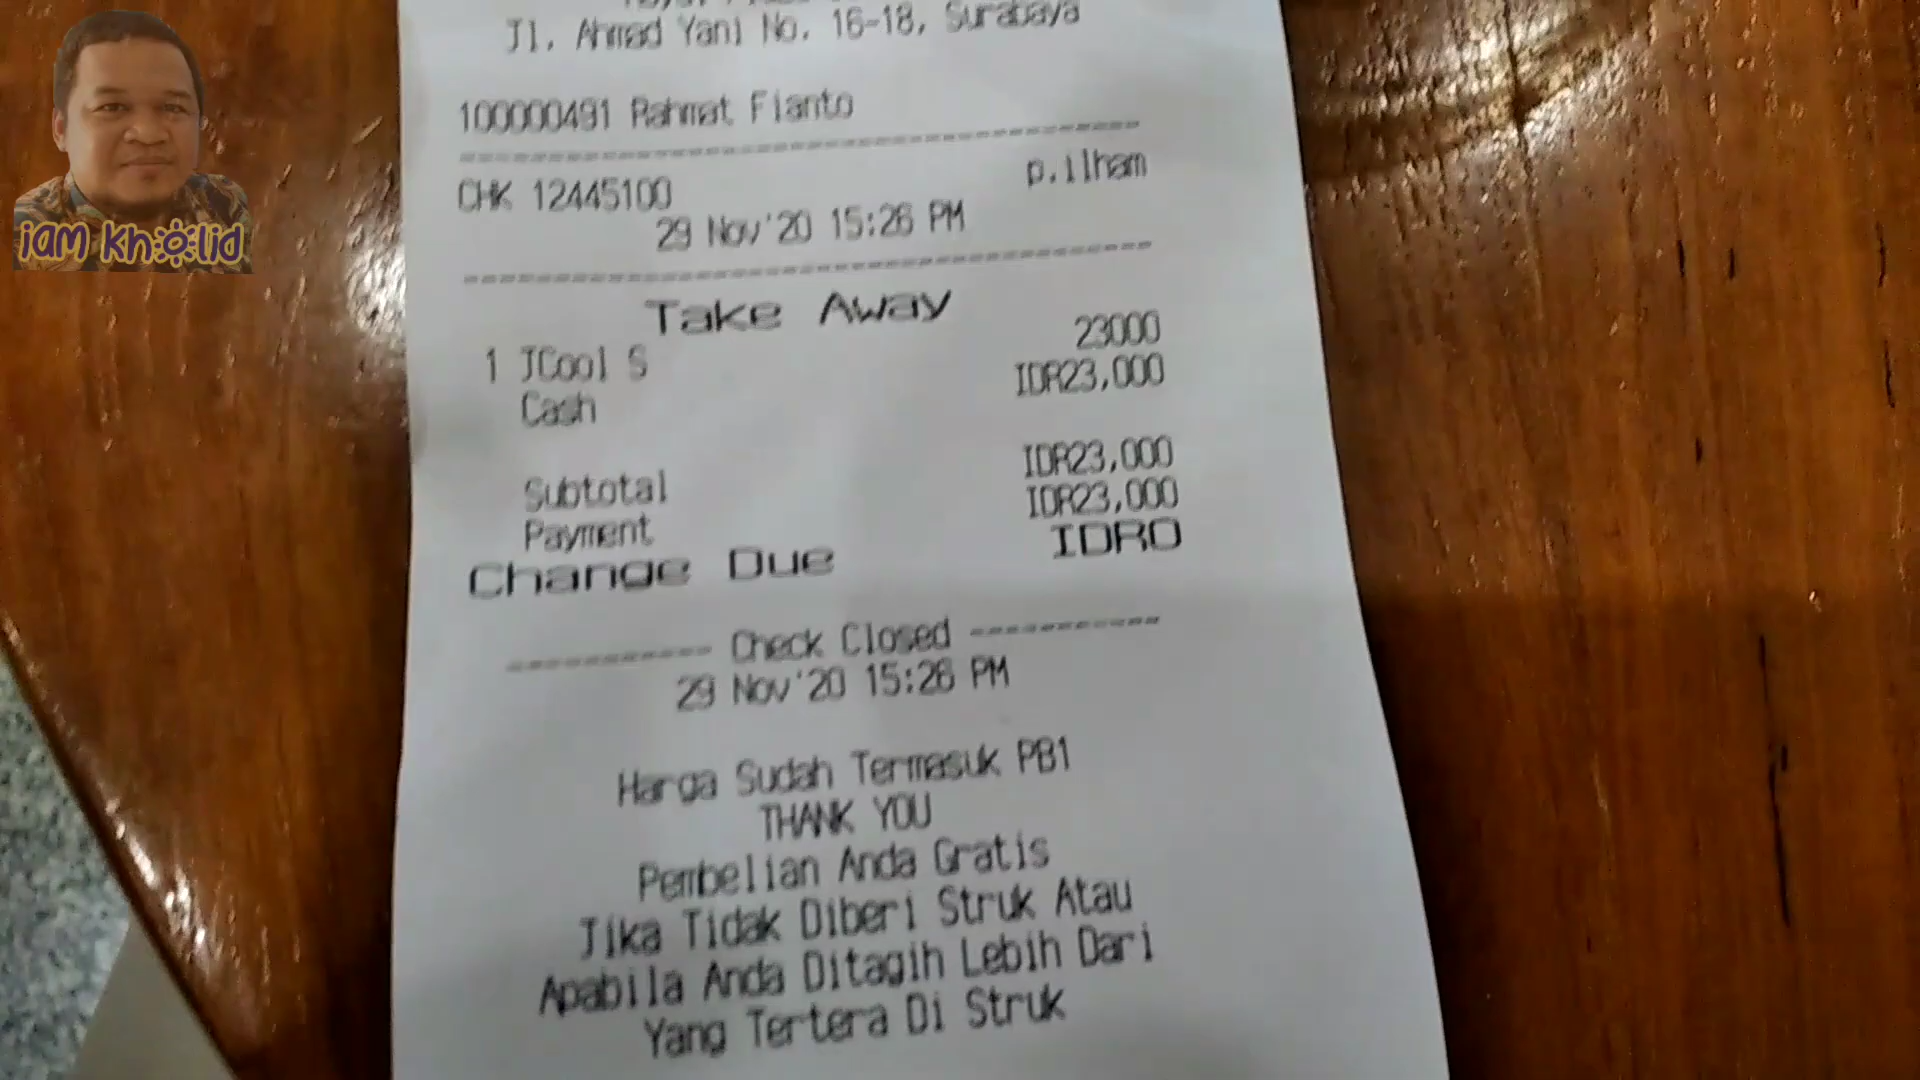 iam kholid
Jl. Ahmad Yani No. 16-18, Surabaya
100000491 Rahmat Fianto
------------------------------------
CHK 12445100 p.ilham
29 Nov'20 15:26 PM
------------------------------------
Take Away
1 JCool S 23000
Cash IDR23,000
Subtotal IDR23,000
Payment IDR23,000
Change Due IDR0
----------- Check Closed -----------
29 Nov'20 15:26 PM
Harga Sudah Termasuk PB1
THANK YOU
Pembelian Anda Gratis
Jika Tidak Diberi Struk Atau
Apabila Anda Ditagih Lebih Dari
Yang Tertera Di Struk